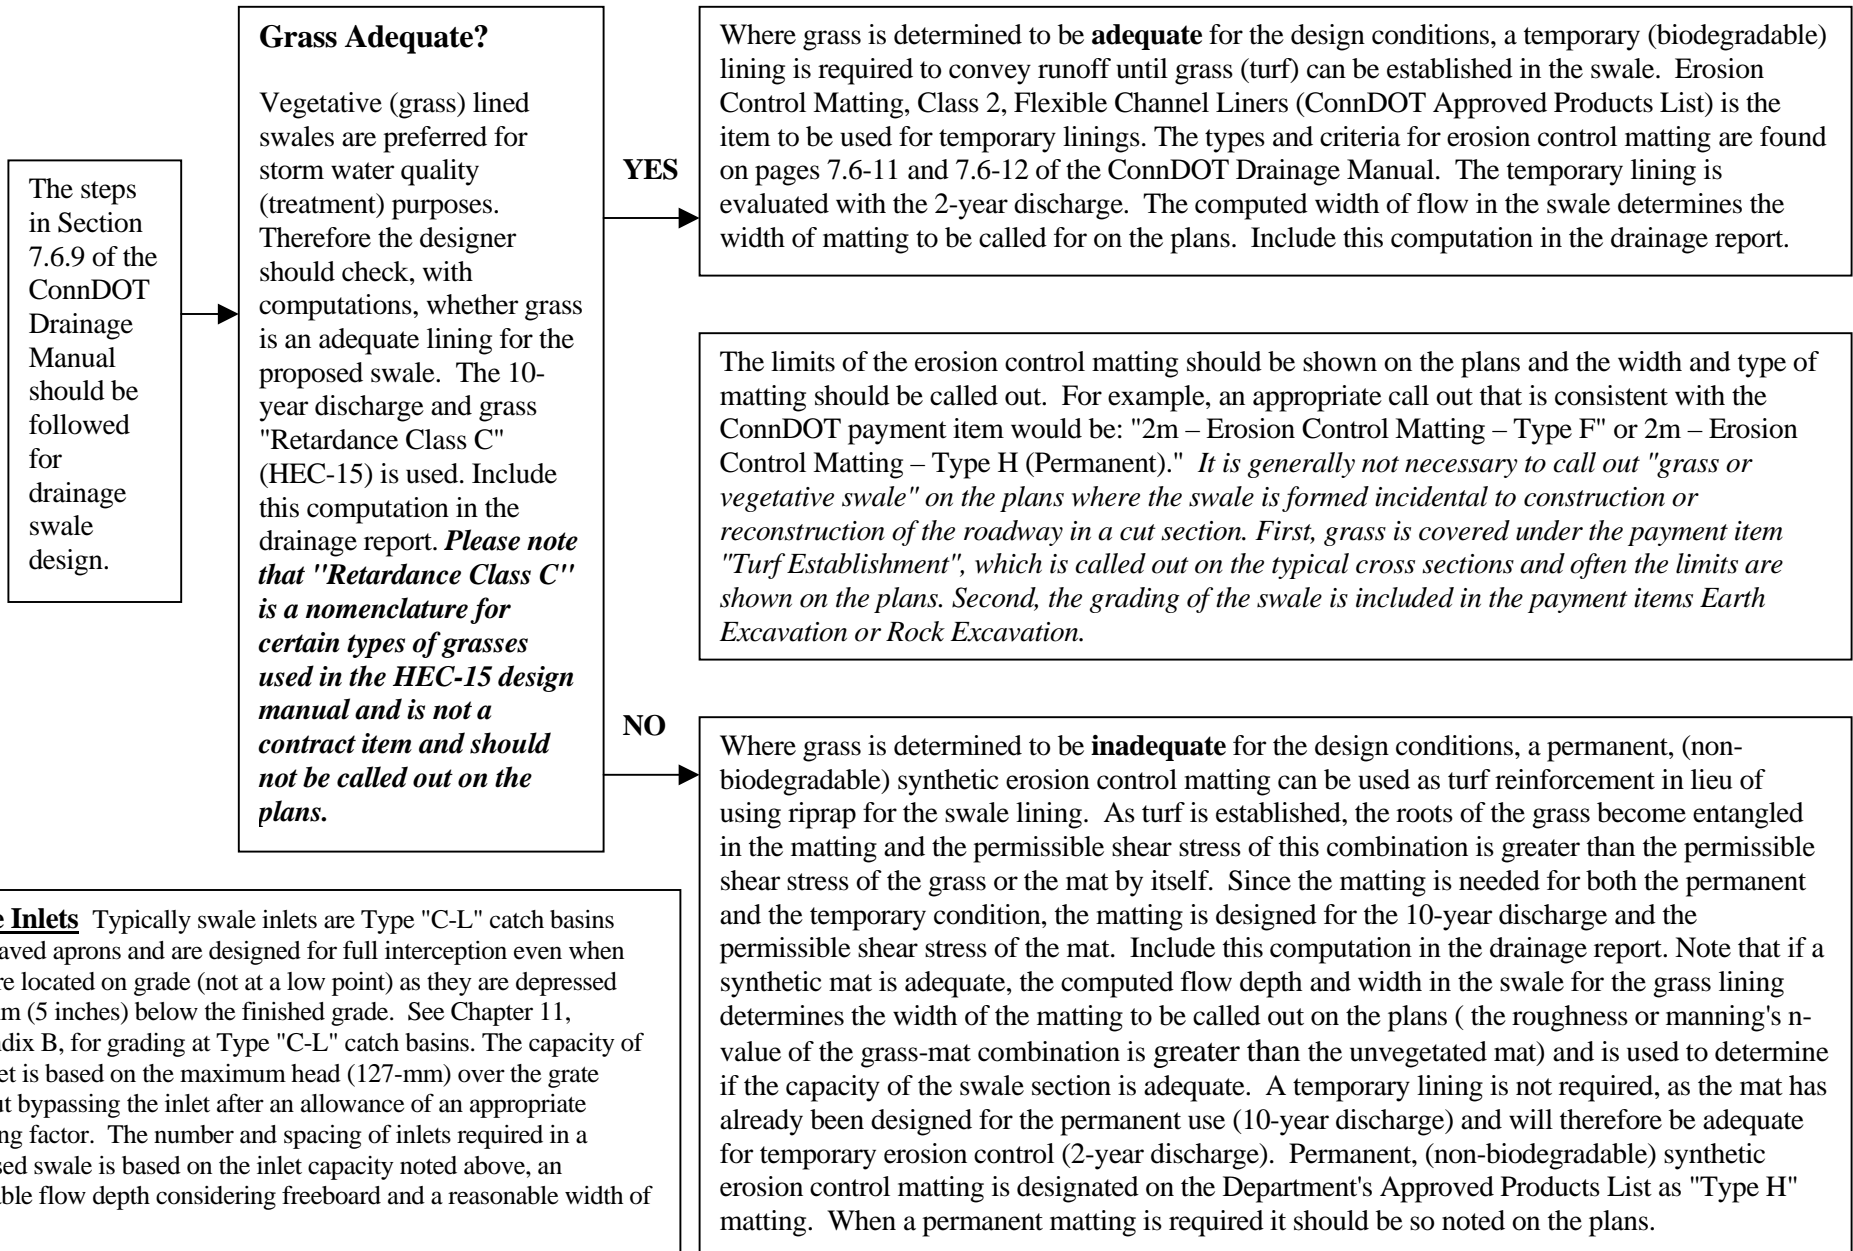 The steps
in Section
7.6.9 of the
ConnDOT
Drainage
Manual
should be
followed
for
drainage
swale
design.
Grass Adequate?
Vegetative (grass) lined
swales are preferred for
storm water quality
(treatment) purposes.
Therefore the designer
should check, with
computations, whether grass
is an adequate lining for the
proposed swale. The 10-
year discharge and grass
"Retardance Class C"
(HEC-15) is used. Include
this computation in the
drainage report. Please note
that "Retardance Class C"
is a nomenclature for
certain types of grasses
used in the HEC-15 design
manual and is not a
contract item and should
not be called out on the
plans.
YES
Where grass is determined to be adequate for the design conditions, a temporary (biodegradable)
lining is required to convey runoff until grass (turf) can be established in the swale. Erosion
Control Matting, Class 2, Flexible Channel Liners (ConnDOT Approved Products List) is the
item to be used for temporary linings. The types and criteria for erosion control matting are found
on pages 7.6-11 and 7.6-12 of the ConnDOT Drainage Manual. The temporary lining is
evaluated with the 2-year discharge. The computed width of flow in the swale determines the
width of matting to be called for on the plans. Include this computation in the drainage report.
The limits of the erosion control matting should be shown on the plans and the width and type of
matting should be called out. For example, an appropriate call out that is consistent with the
ConnDOT payment item would be: "2m – Erosion Control Matting – Type F" or 2m – Erosion
Control Matting – Type H (Permanent)." It is generally not necessary to call out "grass or
vegetative swale" on the plans where the swale is formed incidental to construction or
reconstruction of the roadway in a cut section. First, grass is covered under the payment item
"Turf Establishment", which is called out on the typical cross sections and often the limits are
shown on the plans. Second, the grading of the swale is included in the payment items Earth
Excavation or Rock Excavation.
NO
Where grass is determined to be inadequate for the design conditions, a permanent, (non-
biodegradable) synthetic erosion control matting can be used as turf reinforcement in lieu of
using riprap for the swale lining. As turf is established, the roots of the grass become entangled
in the matting and the permissible shear stress of this combination is greater than the permissible
shear stress of the grass or the mat by itself. Since the matting is needed for both the permanent
and the temporary condition, the matting is designed for the 10-year discharge and the
permissible shear stress of the mat. Include this computation in the drainage report. Note that if a
synthetic mat is adequate, the computed flow depth and width in the swale for the grass lining
determines the width of the matting to be called out on the plans ( the roughness or manning's n-
value of the grass-mat combination is greater than the unvegetated mat) and is used to determine
if the capacity of the swale section is adequate. A temporary lining is not required, as the mat has
already been designed for the permanent use (10-year discharge) and will therefore be adequate
for temporary erosion control (2-year discharge). Permanent, (non-biodegradable) synthetic
erosion control matting is designated on the Department's Approved Products List as "Type H"
matting. When a permanent matting is required it should be so noted on the plans.
Inlets Typically swale inlets are Type "C-L" catch basins
aved aprons and are designed for full interception even when
re located on grade (not at a low point) as they are depressed
m (5 inches) below the finished grade. See Chapter 11,
dix B, for grading at Type "C-L" catch basins. The capacity of
et is based on the maximum head (127-mm) over the grate
ut bypassing the inlet after an allowance of an appropriate
ng factor. The number and spacing of inlets required in a
sed swale is based on the inlet capacity noted above, an
able flow depth considering freeboard and a reasonable width of